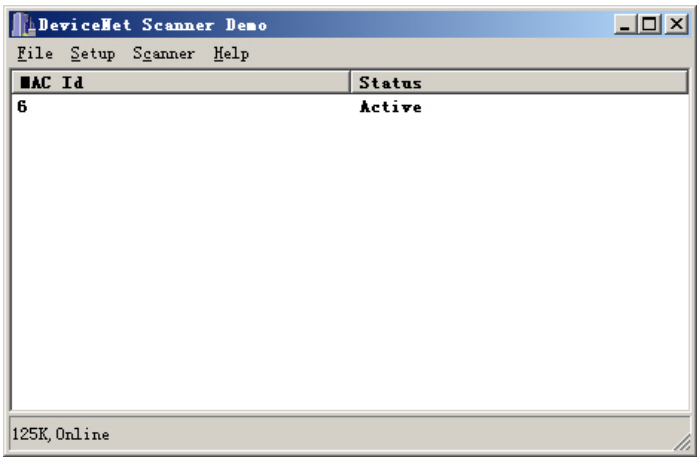 DeviceNet Scanner Demo
File Setup Scanner Help
MAC Id Status
6 Active
125K, Online